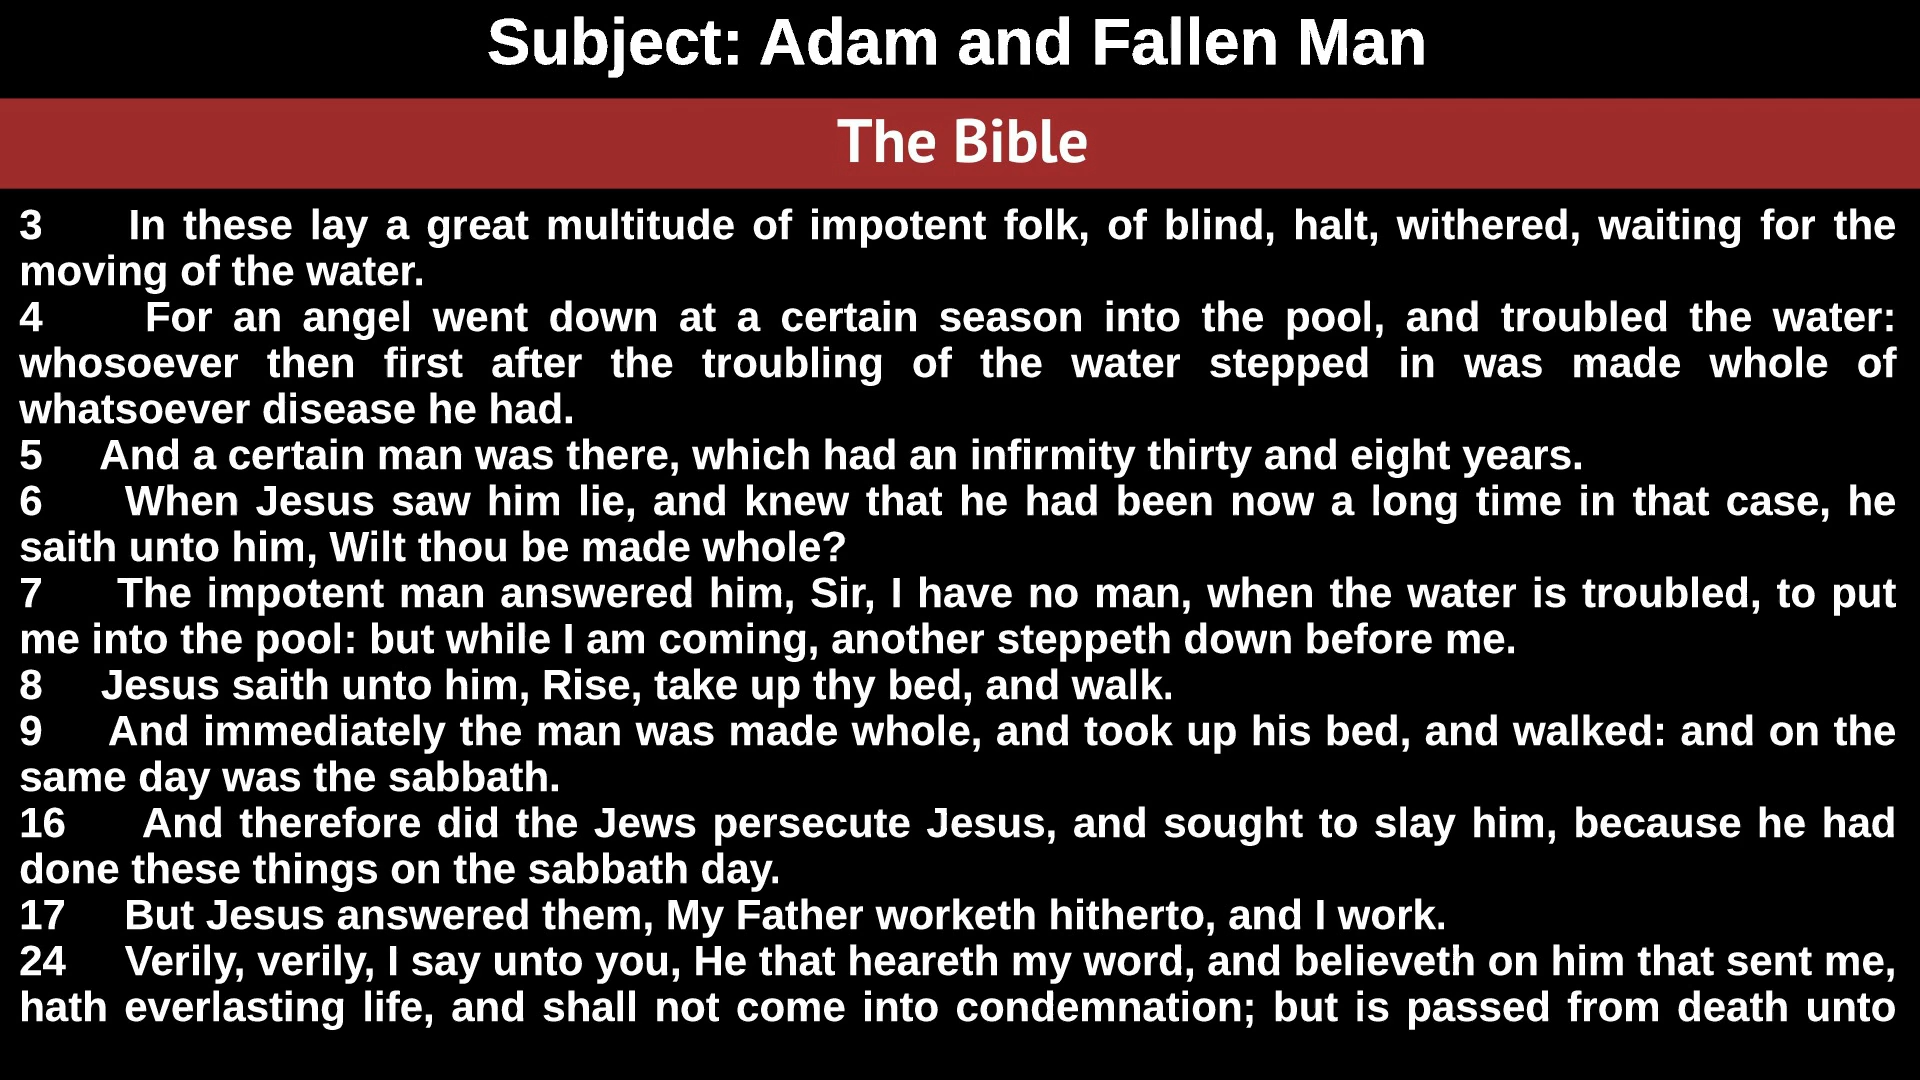 Subject: Adam and Fallen Man
The Bible
3 In these lay a great multitude of impotent folk, of blind, halt, withered, waiting for the
moving of the water.
4 For an angel went down at a certain season into the pool, and troubled the water:
whosoever then first after the troubling of the water stepped in was made whole of
whatsoever disease he had.
5 And a certain man was there, which had an infirmity thirty and eight years.
6 When Jesus saw him lie, and knew that he had been now a long time in that case, he
saith unto him, Wilt thou be made whole?
7 The impotent man answered him, Sir, I have no man, when the water is troubled, to put
me into the pool: but while I am coming, another steppeth down before me.
8 Jesus saith unto him, Rise, take up thy bed, and walk.
9 And immediately the man was made whole, and took up his bed, and walked: and on the
same day was the sabbath.
16 And therefore did the Jews persecute Jesus, and sought to slay him, because he had
done these things on the sabbath day.
17 But Jesus answered them, My Father worketh hitherto, and I work.
24 Verily, verily, I say unto you, He that heareth my word, and believeth on him that sent me,
hath everlasting life, and shall not come into condemnation; but is passed from death unto